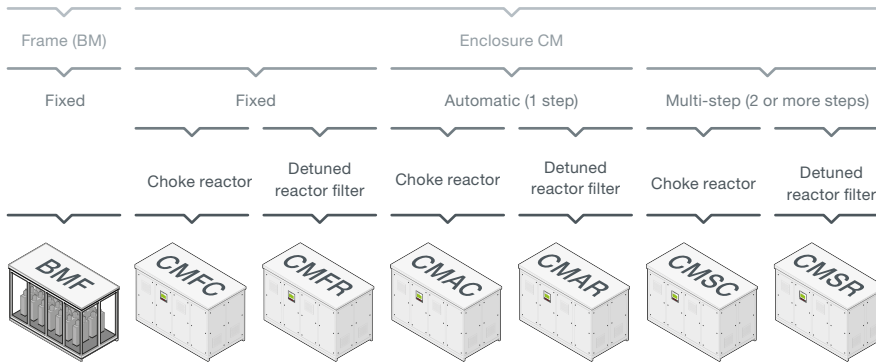 Frame (BM)
Enclosure CM
Fixed
Fixed
Automatic (1 step)
Multi-step (2 or more steps)
Choke reactor
Detuned
reactor filter
Choke reactor
Detuned
reactor filter
Choke reactor
Detuned
reactor filter
BMF
CMFC
CMFR
CMAC
CMAR
CMSC
CMSR